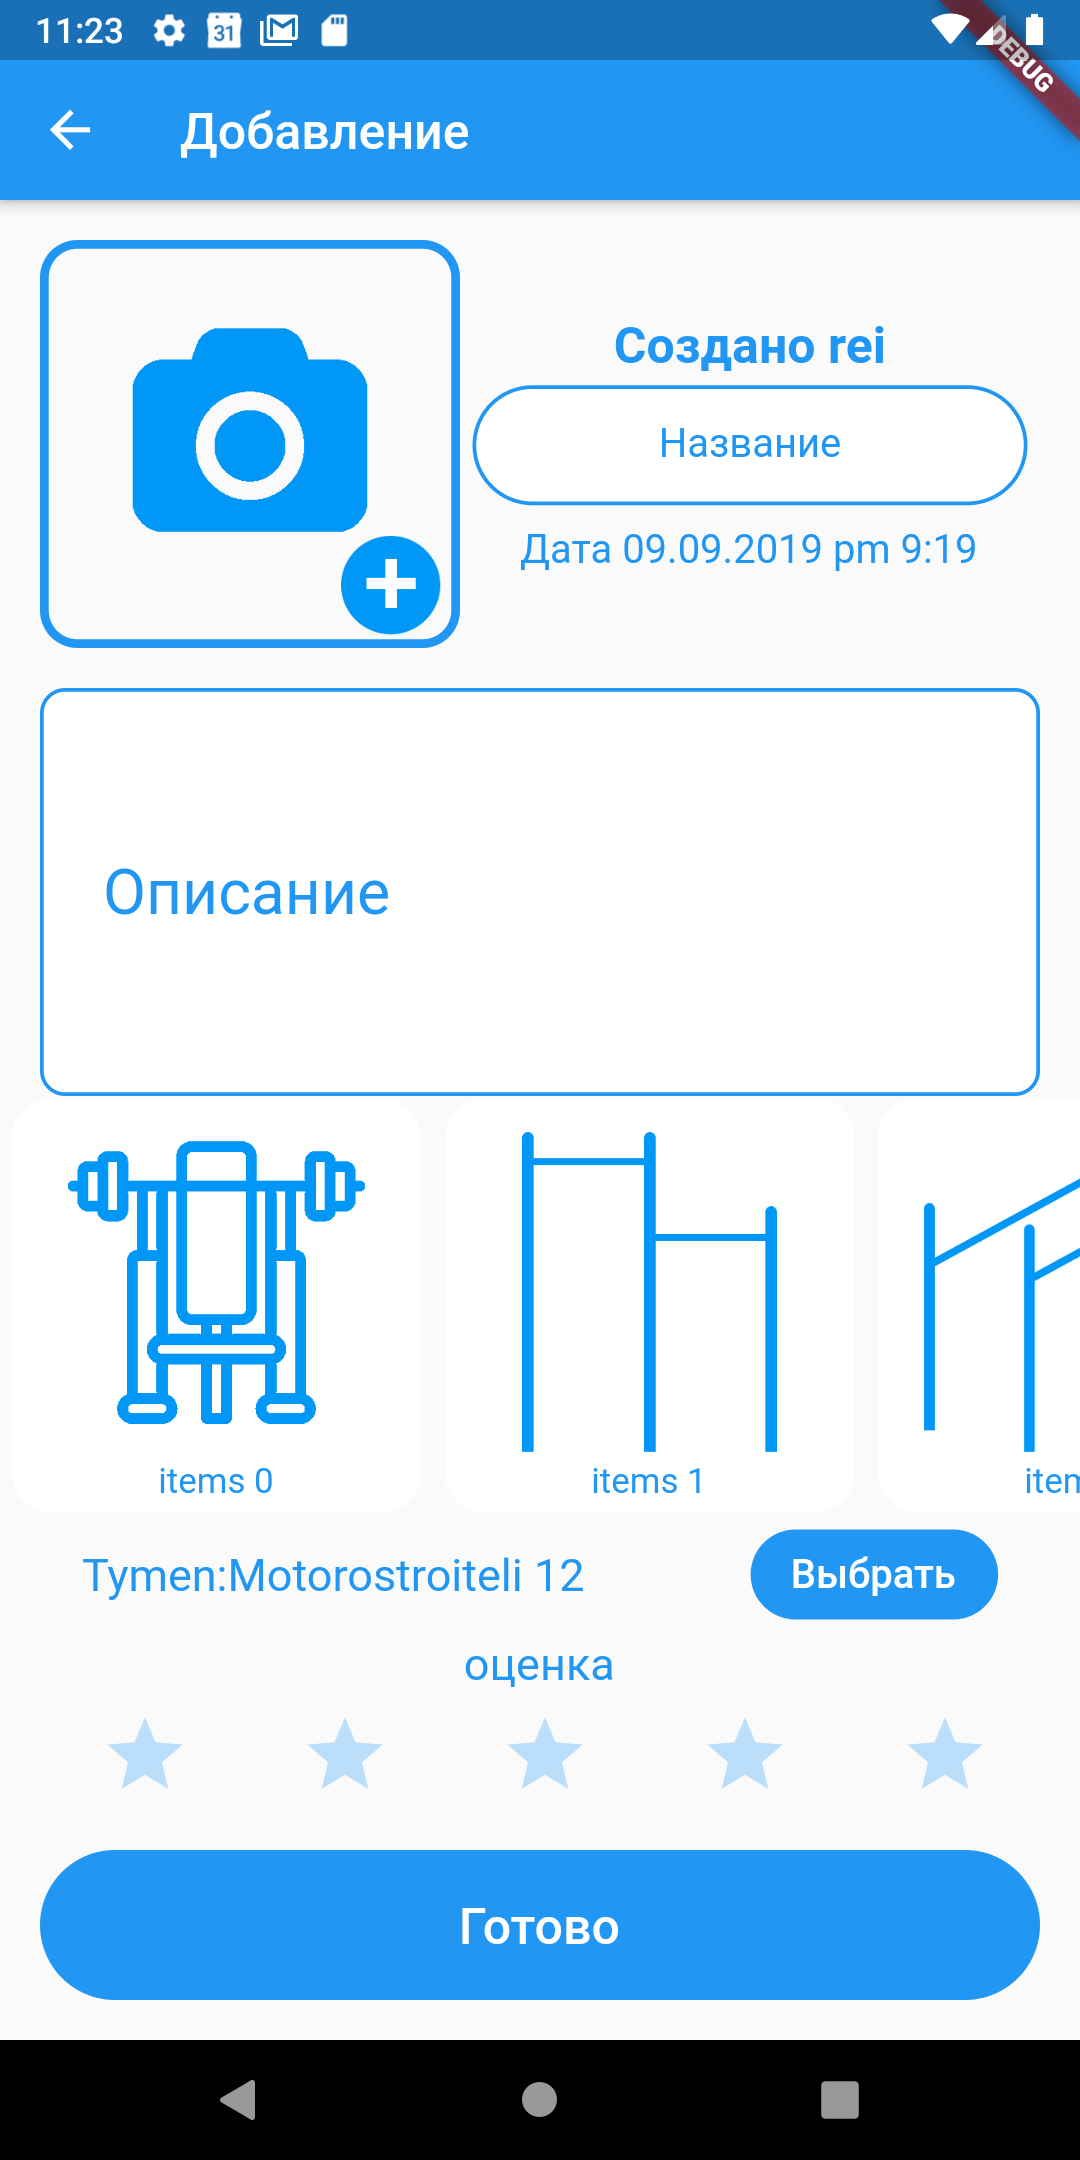 11:23
31
DEBUG
Добавление
Создано rei
Название
Дата 09.09.2019 pm 9:19
Описание
items 0
items 1
item
Tymen:Motorostroiteli 12
Выбрать
оценка
Готово